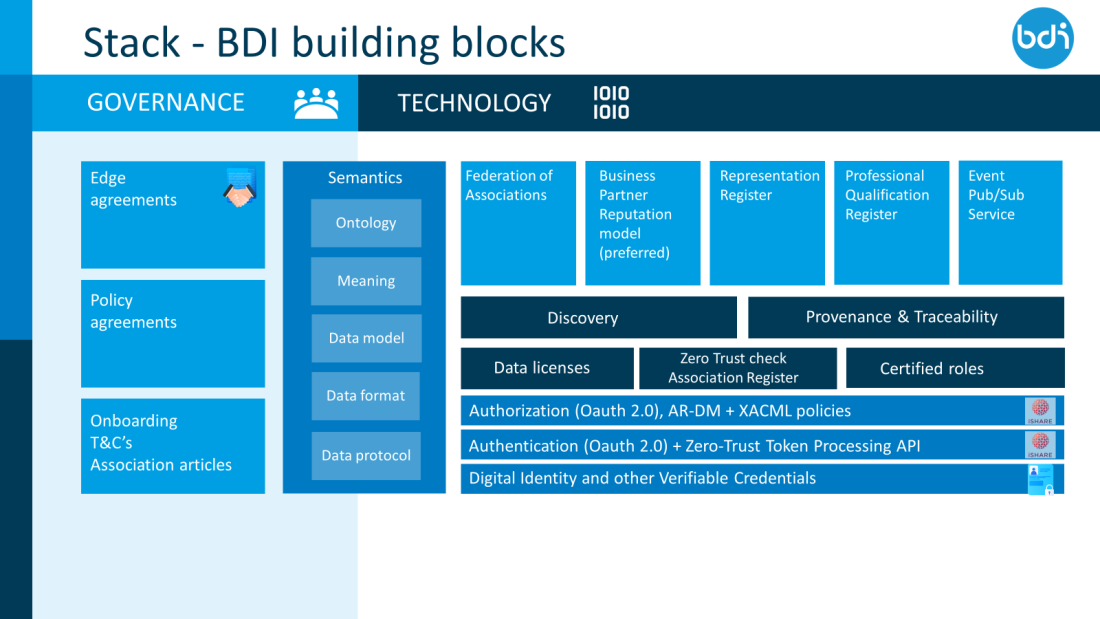 Stack - BDI building blocks
bdi
GOVERNANCE
TECHNOLOGY
1010
1010
Edge
agreements
Policy
agreements
Onboarding
T&C’s
Association articles
Semantics
Ontology
Meaning
Data model
Data format
Data protocol
Federation of
Associations
Business
Partner
Reputation
model
(preferred)
Representation
Register
Professional
Qualification
Register
Event
Pub/Sub
Service
Discovery
Provenance & Traceability
Data licenses
Zero Trust check
Association Register
Certified roles
Authorization (Oauth 2.0), AR-DM + XACML policies
iSHARE
Authentication (Oauth 2.0) + Zero-Trust Token Processing API
iSHARE
Digital Identity and other Verifiable Credentials